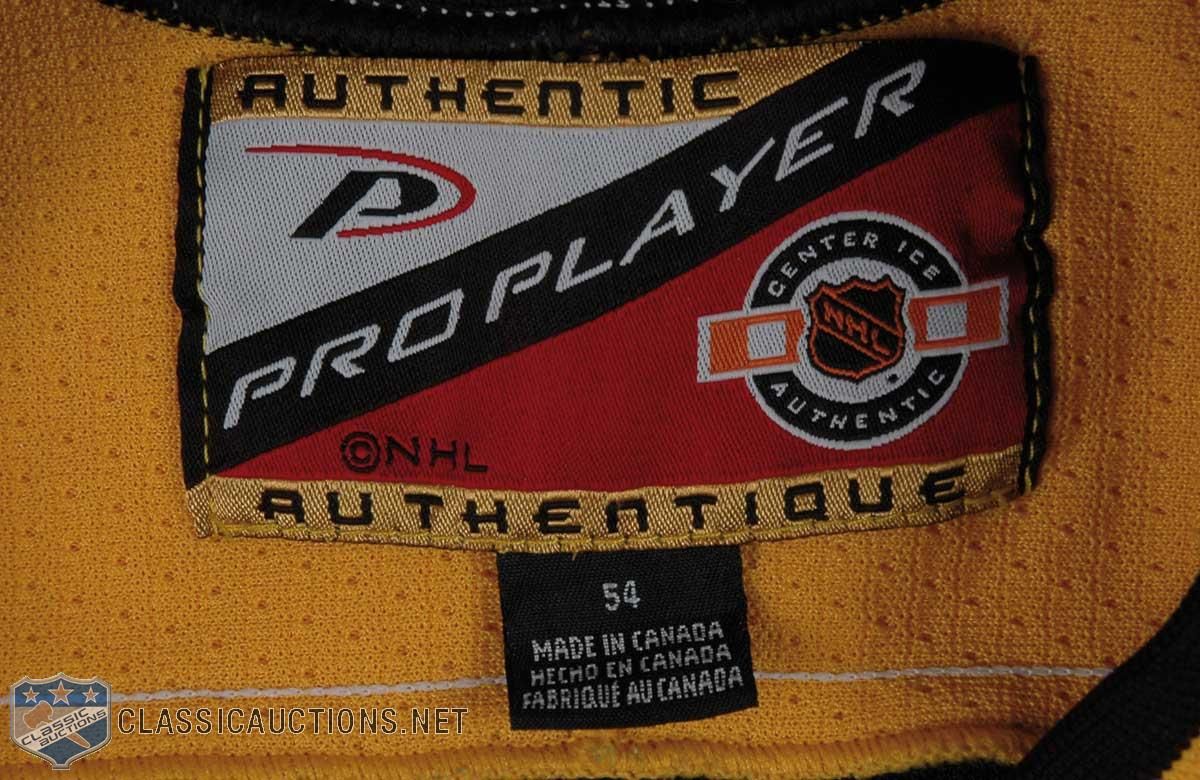 AUTHENTIC
PRO PLAYER
CENTER ICE
NHL
AUTHENTIC
©NHL
AUTHENTIQUE
54
MADE IN CANADA
HECHO EN CANADA
FABRIQUÉ AU CANADA
CLASSIC
AUCTIONS
CLASSICAUCTIONS.NET